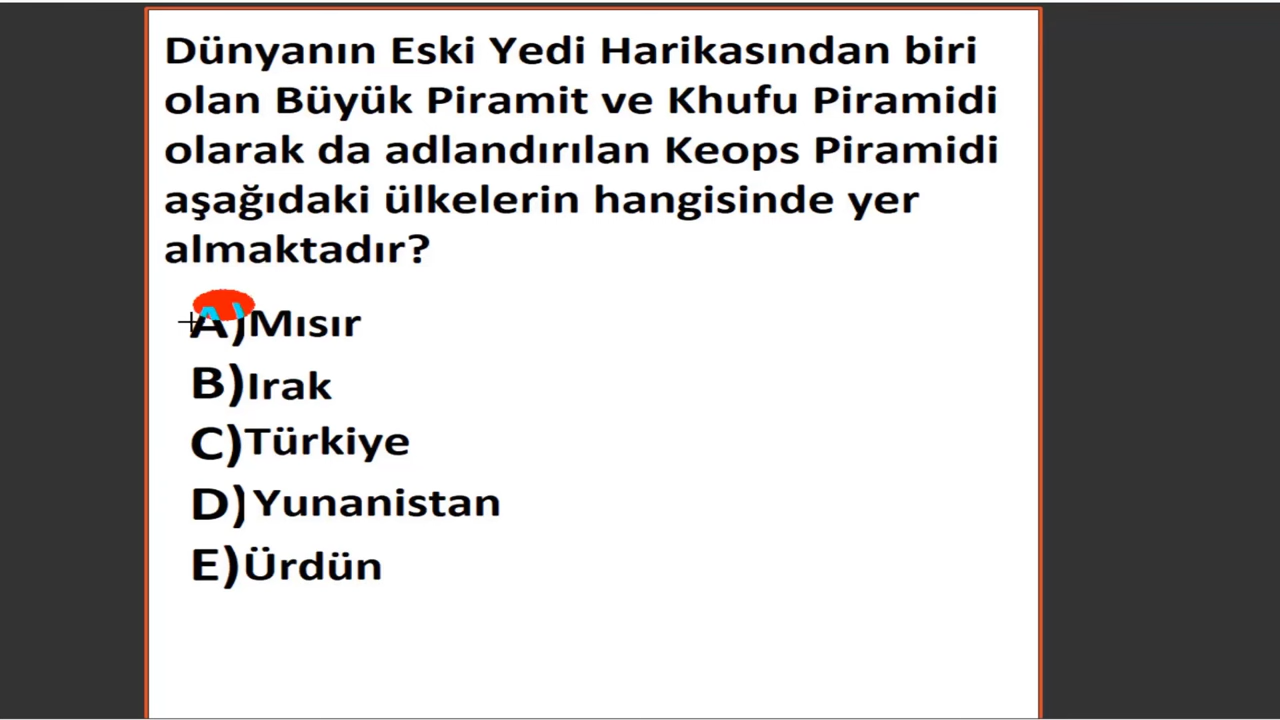 Dünyanın Eski Yedi Harikasından biri
olan Büyük Piramit ve Khufu Piramidi
olarak da adlandırılan Keops Piramidi
aşağıdaki ülkelerin hangisinde yer
almaktadır?
A)Mısır
B)Irak
C)Türkiye
D)Yunanistan
E)Ürdün